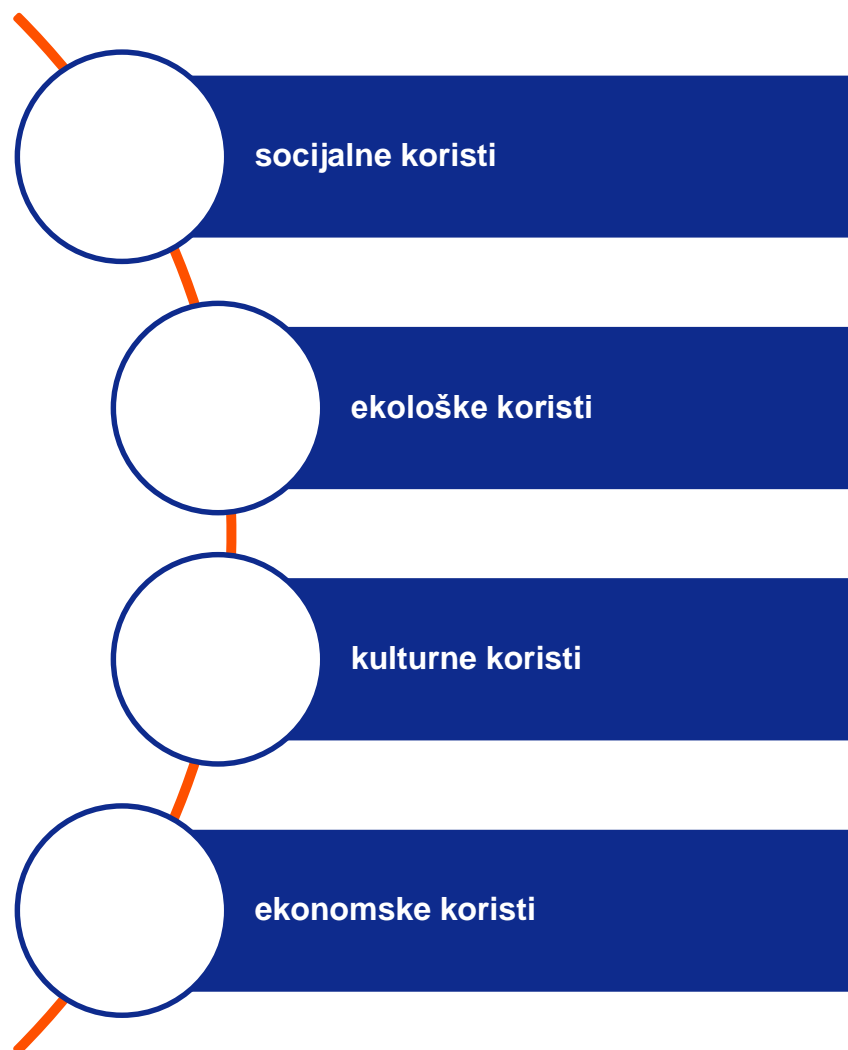 socijalne koristi
ekološke koristi
kulturne koristi
ekonomske koristi